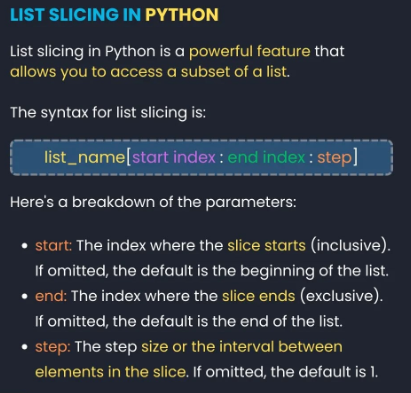 LIST SLICING IN PYTHON
List slicing in Python is a powerful feature that
allows you to access a subset of a list.
The syntax for list slicing is:
list_name[start index : end index : step]
Here's a breakdown of the parameters:
• start: The index where the slice starts (inclusive).
If omitted, the default is the beginning of the list.
• end: The index where the slice ends (exclusive).
If omitted, the default is the end of the list.
• step: The step size or the interval between
elements in the slice. If omitted, the default is 1.